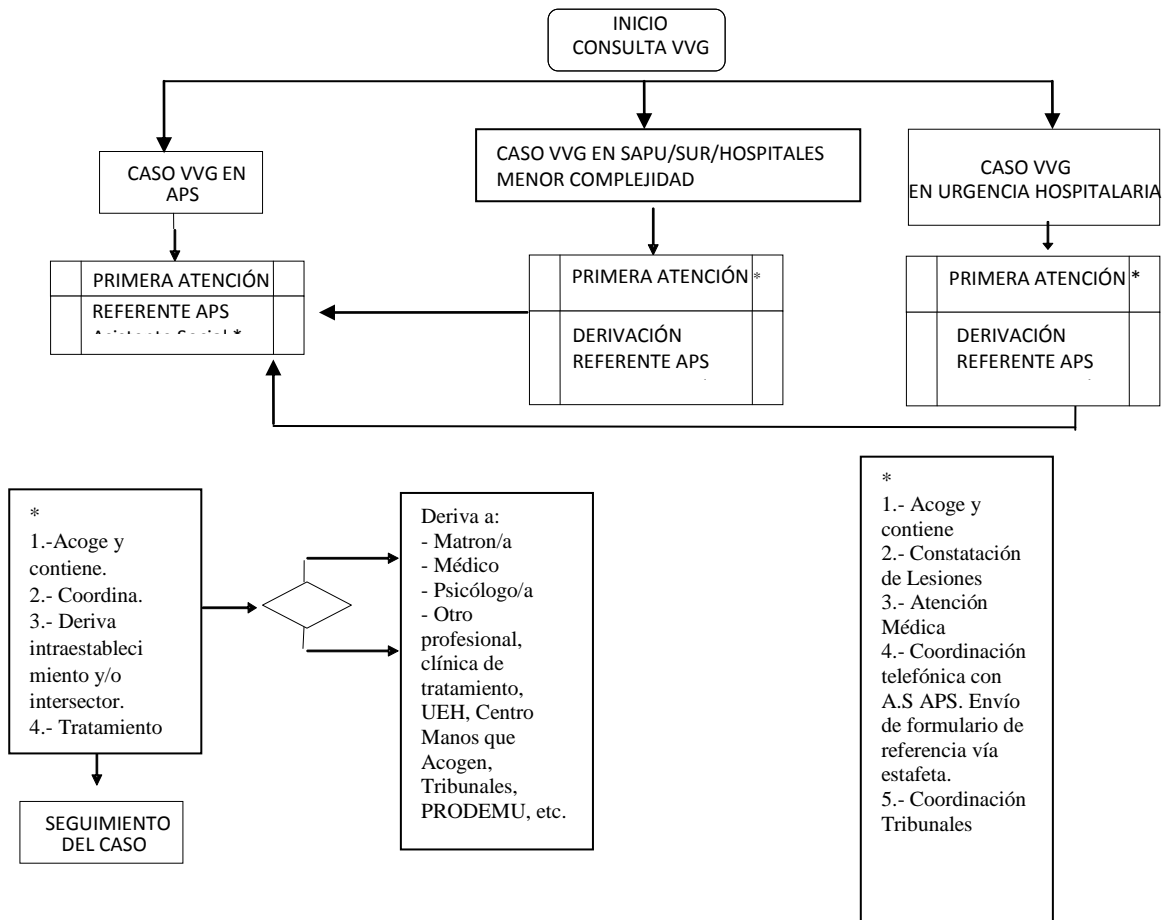 INICIO
CONSULTA VVG
CASO VVG EN
APS
CASO VVG EN SAPU/SUR/HOSPITALES
MENOR COMPLEJIDAD
CASO VVG
EN URGENCIA HOSPITALARIA
PRIMERA ATENCIÓN
REFERENTE APS
Asistente Social *
PRIMERA ATENCIÓN *
DERIVACIÓN
REFERENTE APS
PRIMERA ATENCIÓN *
DERIVACIÓN
REFERENTE APS
*
1.-Acoge y
contiene.
2.- Coordina.
3.- Deriva
intraestableci
miento y/o
intersector.
4.- Tratamiento
SEGUIMIENTO
DEL CASO
Deriva a:
- Matron/a
- Médico
- Psicólogo/a
- Otro
profesional,
clínica de
tratamiento,
UEH, Centro
Manos que
Acogen,
Tribunales,
PRODEMU, etc.
*
1.- Acoge y
contiene
2.- Constatación
de Lesiones
3.- Atención
Médica
4.- Coordinación
telefónica con
A.S APS. Envío
de formulario de
referencia vía
estafeta.
5.- Coordinación
Tribunales